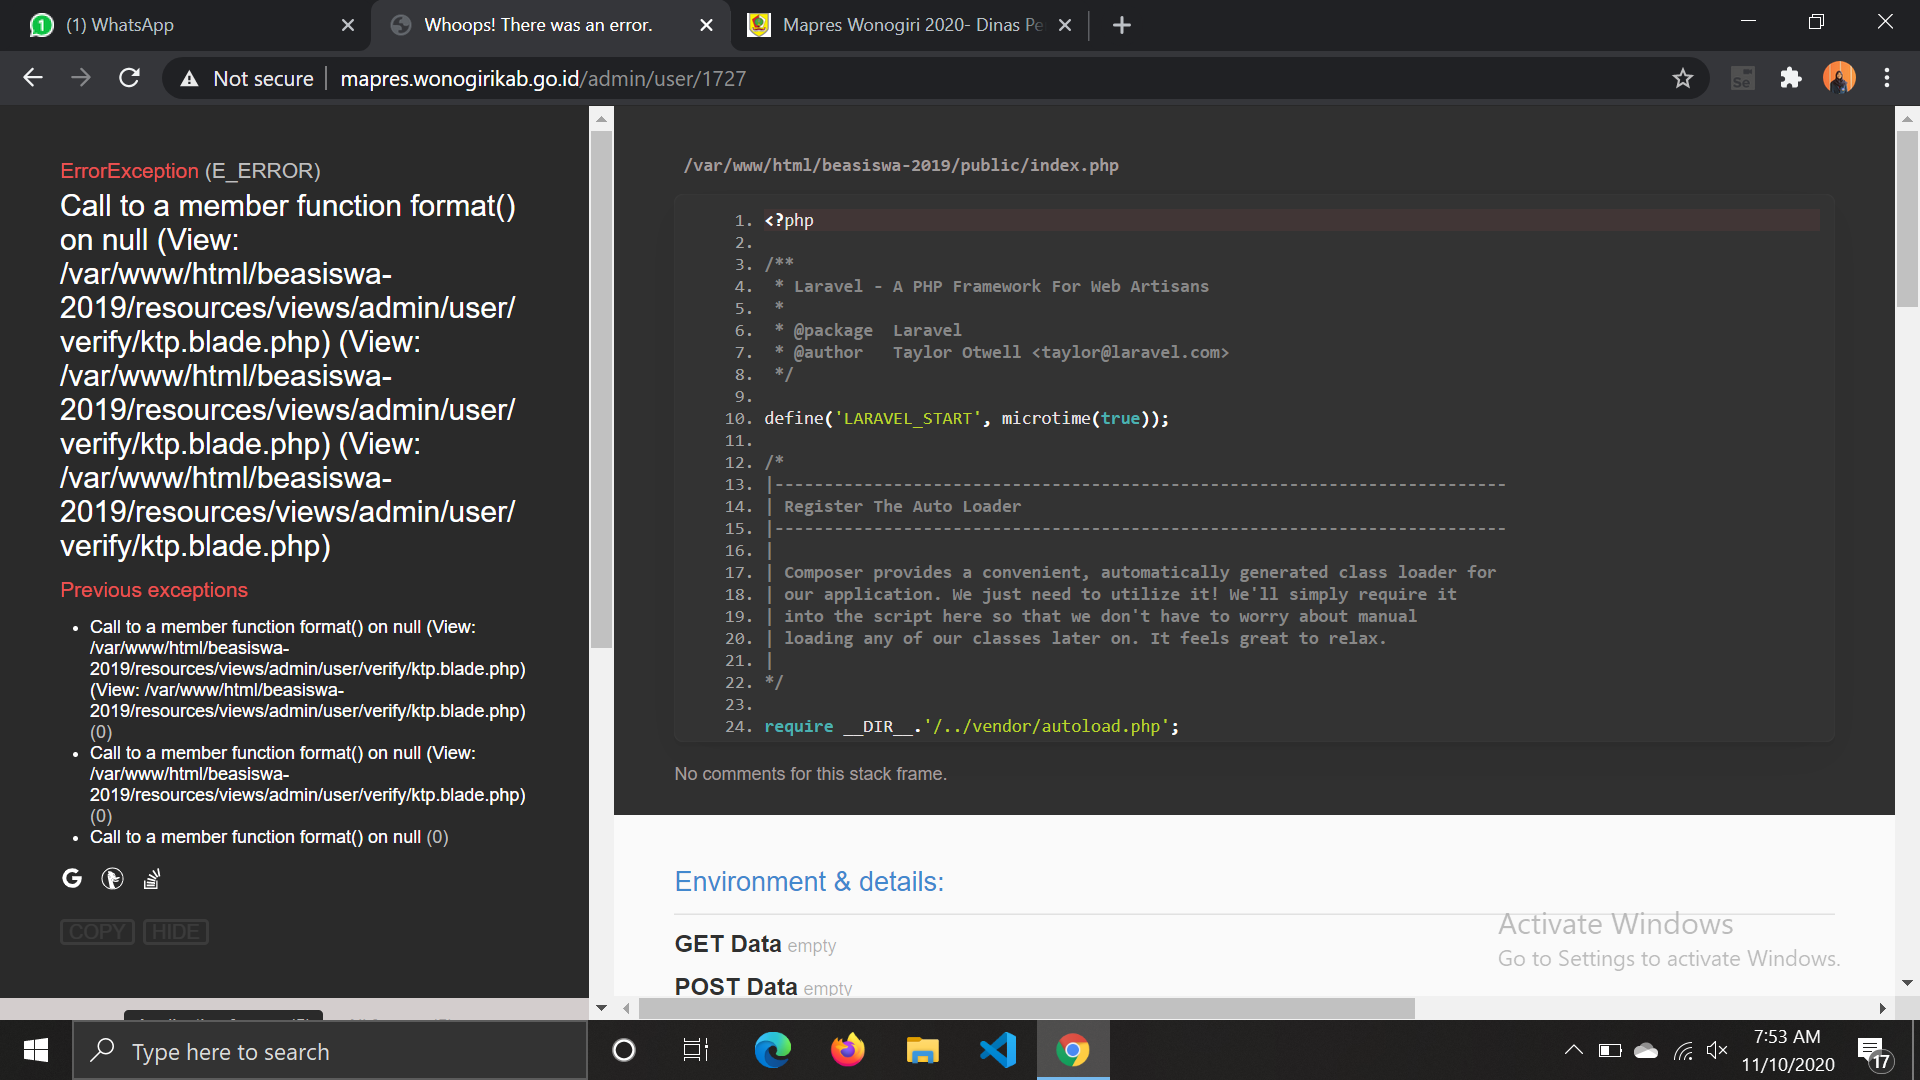 (1) WhatsApp
Whoops! There was an error.
Mapres Wonogiri 2020- Dinas Pe
Not secure
mapres.wonogirikab.go.id/admin/user/1727
ErrorException (E_ERROR)
Call to a member function format()
on null (View:
/var/www/html/beasiswa-
2019/resources/views/admin/user/
verify/ktp.blade.php) (View:
/var/www/html/beasiswa-
2019/resources/views/admin/user/
verify/ktp.blade.php) (View:
/var/www/html/beasiswa-
2019/resources/views/admin/user/
verify/ktp.blade.php)
Previous exceptions
• Call to a member function format() on null (View:
/var/www/html/beasiswa-
2019/resources/views/admin/user/verify/ktp.blade.php)
(View: /var/www/html/beasiswa-
2019/resources/views/admin/user/verify/ktp.blade.php)
(0)
• Call to a member function format() on null (View:
/var/www/html/beasiswa-
2019/resources/views/admin/user/verify/ktp.blade.php)
(0)
• Call to a member function format() on null (0)
COPY HIDE
/var/www/html/beasiswa-2019/public/index.php
1. <?php
2.
3. /**
4. * Laravel - A PHP Framework For Web Artisans
5. *
6. * @package  Laravel
7. * @author   Taylor Otwell <taylor@laravel.com>
8. */
9.
10. define('LARAVEL_START', microtime(true));
11.
12. /*
13. |--------------------------------------------------------------------------
14. | Register The Auto Loader
15. |--------------------------------------------------------------------------
16. |
17. | Composer provides a convenient, automatically generated class loader for
18. | our application. We just need to utilize it! We'll simply require it
19. | into the script here so that we don't have to worry about manual
20. | loading any of our classes later on. It feels great to relax.
21. |
22. */
23.
24. require __DIR__.'/../vendor/autoload.php';
No comments for this stack frame.
Environment & details:
GET Data empty
POST Data empty
Activate Windows
Go to Settings to activate Windows.
Type here to search
7:53 AM
11/10/2020
17